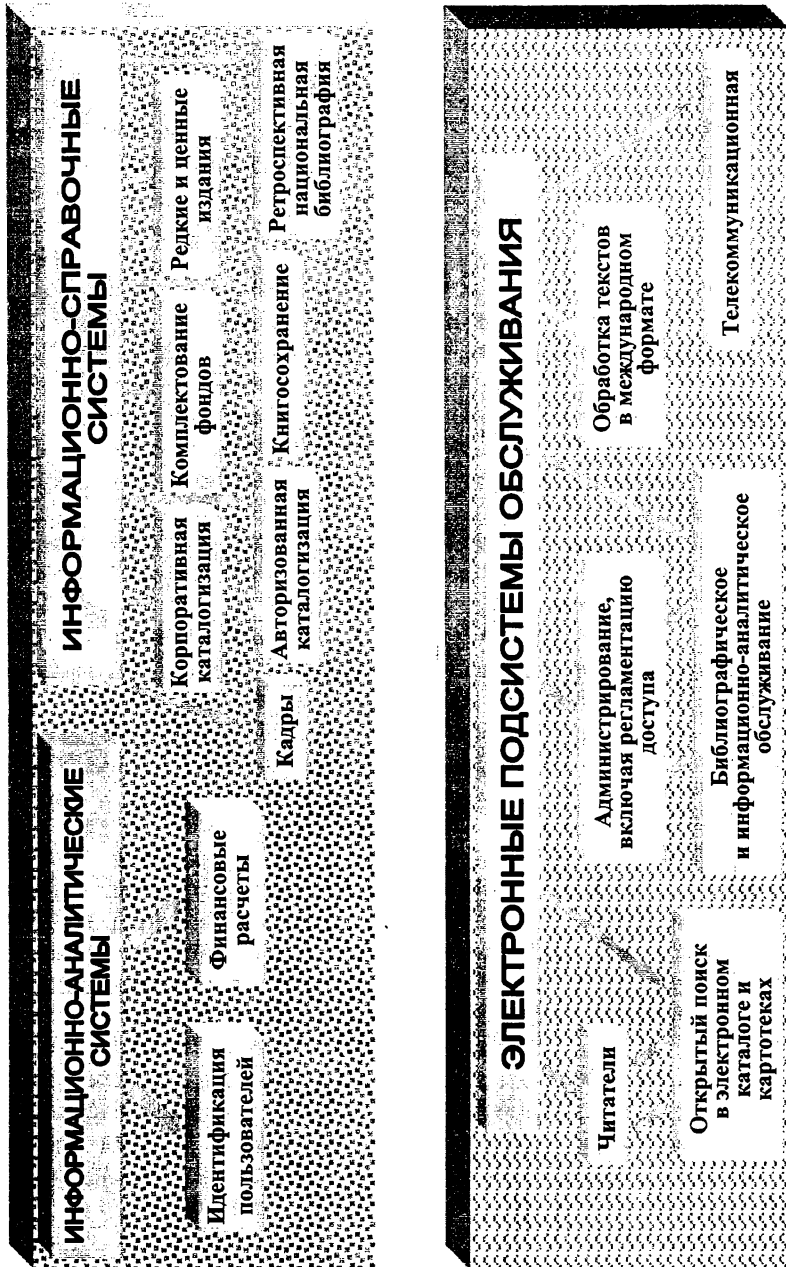 ИНФОРМАЦИОННО-АНАЛИТИЧЕСКИЕ
СИСТЕМЫ
Идентификация
пользователей
Финансовые
расчеты
ИНФОРМАЦИОННО-СПРАВОЧНЫЕ
СИСТЕМЫ
Корпоративная
каталогизация
Комплектование
фондов
Редкие и ценные
издания
Кадры
Авторизованная
каталогизация
Книгосохранение
Ретроспективная
национальная
библиография
ЭЛЕКТРОННЫЕ ПОДСИСТЕМЫ ОБСЛУЖИВАНИЯ
Читатели
Администрирование,
включая регламентацию
доступа
Обработка текстов
в международном
формате
Открытый поиск
в электронном
каталоге и
картотеках
Библиографическое
и информационно-аналитическое
обслуживание
Телекоммуникационная